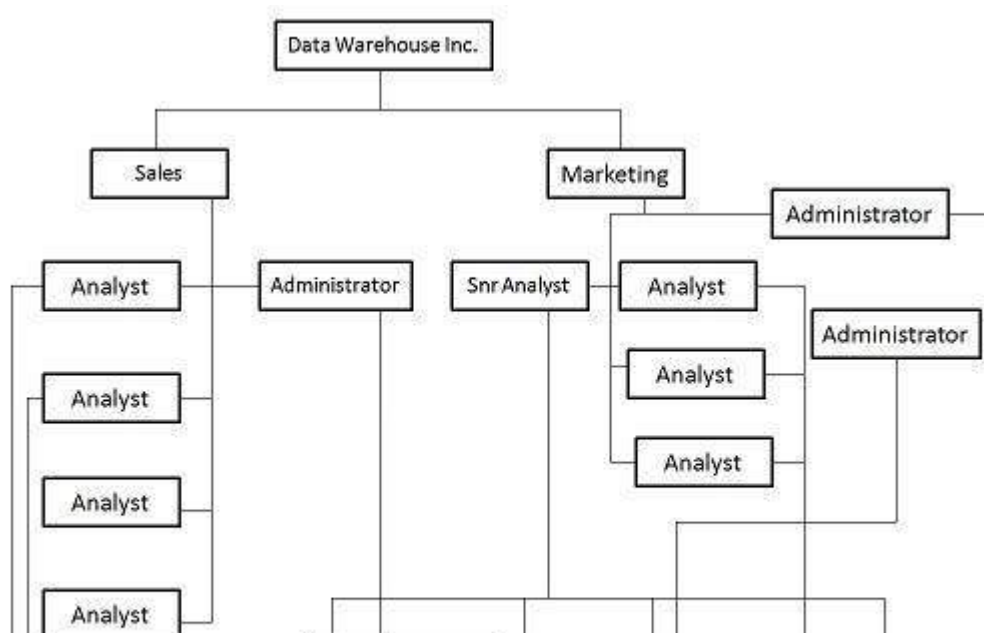 Data Warehouse Inc.
Sales
Marketing
Administrator
Analyst
Administrator
Snr Analyst
Analyst
Administrator
Analyst
Analyst
Analyst
Analyst
Analyst